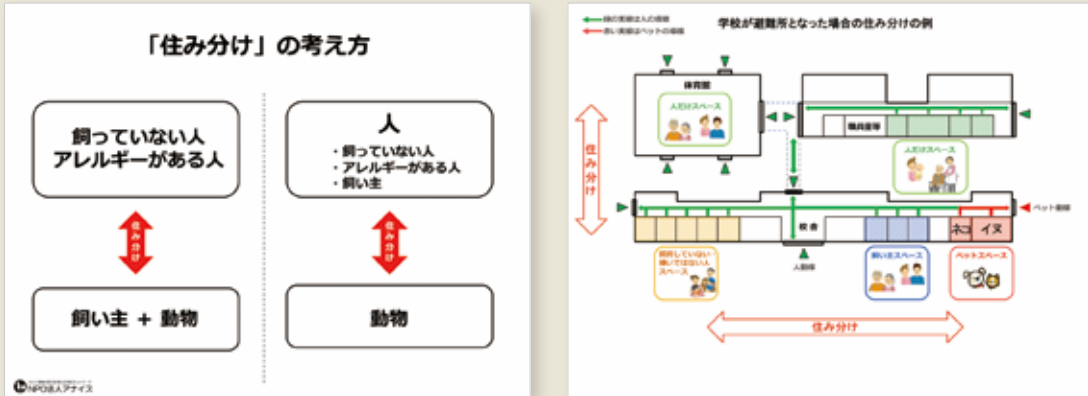 「住み分け」の考え方
飼っていない人
アレルギーがある人
住み分け
飼い主 + 動物
人
・飼っていない人
・アレルギーがある人
・飼い主
住み分け
動物
NPO法人アナイス
学校が避難所となった場合の住み分けの例
緑の実線は人の導線
赤い実線はペットの導線
住み分け
体育館
人だけスペース
職員室等
人だけスペース
ペット動線
校舎
ネコ
イヌ
人動線
スペース
飼い主スペース
ペットスペース
住み分け